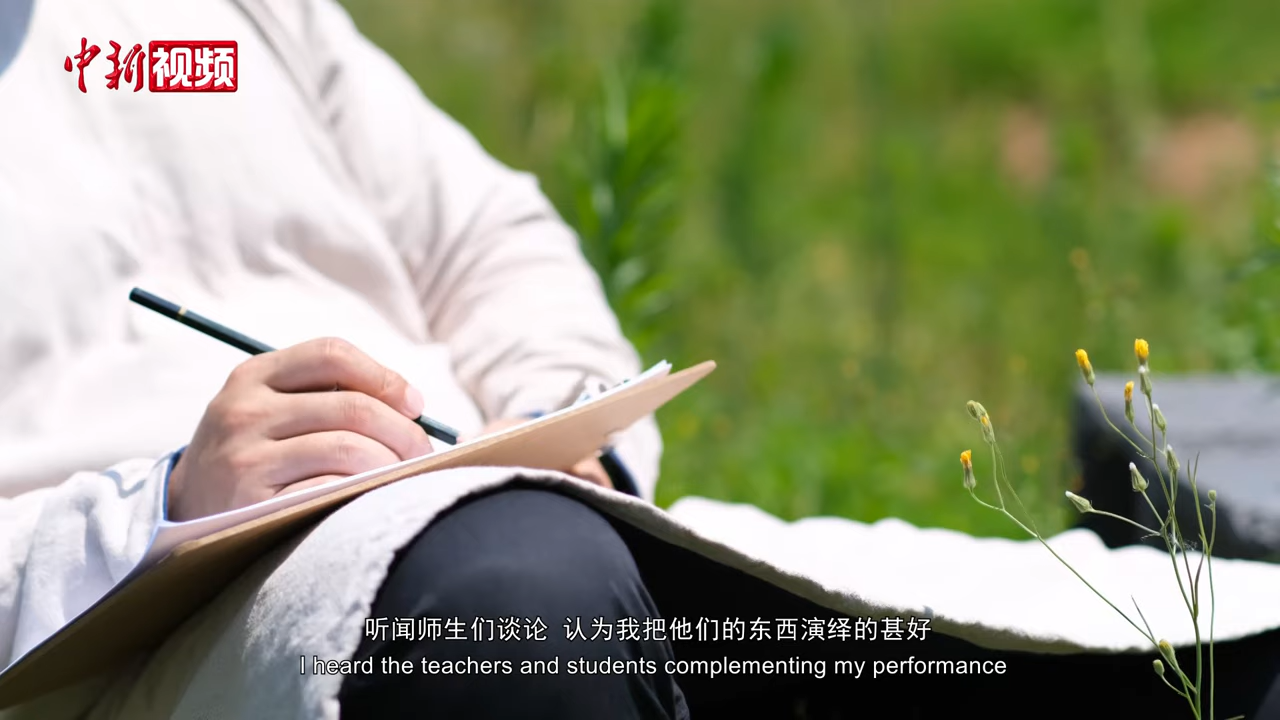 中新视频
听闻师生们谈论 认为我把他们的东西演绎的甚好
I heard the teachers and students complementing my performance